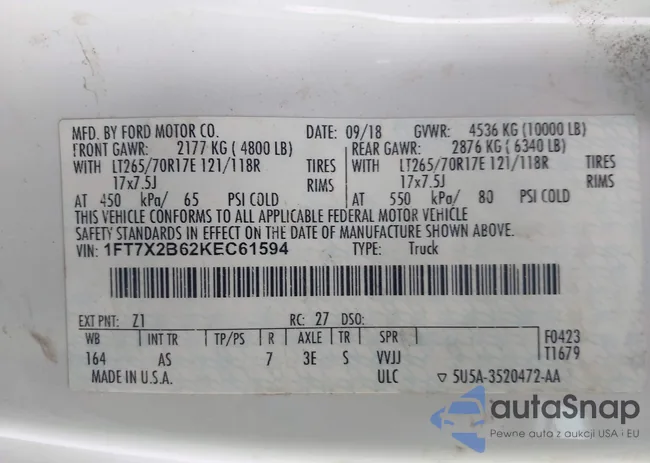 MFD. BY FORD MOTOR CO. DATE: 09/18 GVWR: 4536 KG (10000 LB)
FRONT GAWR: 2177 KG ( 4800 LB) REAR GAWR: 2876 KG ( 6340 LB)
WITH LT265/70R17E 121/118R TIRES WITH LT265/70R17E 121/118R TIRES
17x7.5J RIMS 17x7.5J RIMS
AT 450 kPa/ 65 PSI COLD AT 550 kPa/ 80 PSI COLD
THIS VEHICLE CONFORMS TO ALL APPLICABLE FEDERAL MOTOR VEHICLE
SAFETY STANDARDS IN EFFECT ON THE DATE OF MANUFACTURE SHOWN ABOVE.
VIN: 1FT7X2B62KEC61594 TYPE: Truck
EXT PNT: Z1 RC: 27 DSO:
WB INT TR TP/PS R AXLE TR SPR F0423
164 AS 7 3E S VVJJ T1679
MADE IN U.S.A. ULC ▽ 5U5A-3520472-AA
autoSnap
Pewne auta z aukcji USA i EU